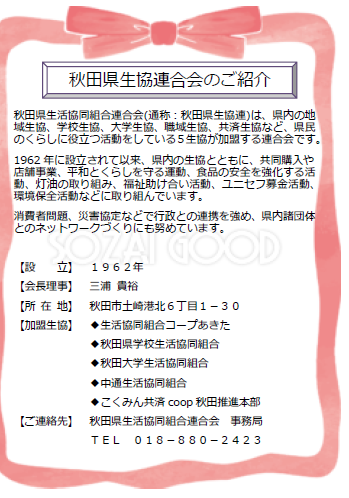 秋田県生協連合会のご紹介
秋田県生活協同組合連合会(通称：秋田県生協連)は、県内の地
域生協、学校生協、大学生協、職域生協、共済生協など、県民
のくらしに役立つ活動をしている５生協が加盟する連合会です。
1962 年に設立されて以来、県内の生協とともに、共同購入や
店舗事業、平和とくらしを守る運動、食品の安全を強化する活
動、灯油の取り組み、福祉助け合い活動、ユニセフ募金活動、
環境保全活動などに取り組んでいます。
消費者問題、災害協定などで行政との連携を強め、県内諸団体
とのネットワークづくりにも努めています。
SOZAI GOOD
【設　　立】　１９６２年
【会長理事】　三浦 貴裕
【所 在 地】　秋田市土崎港北６丁目１－３０
【加盟生協】　◆生活協同組合コープあきた
◆秋田県学校生活協同組合
◆秋田大学生活協同組合
◆中通生活協同組合
◆こくみん共済 coop 秋田推進本部
【ご連絡先】　秋田県生活協同組合連合会　事務局
ＴＥＬ　０１８－８８０－２４２３